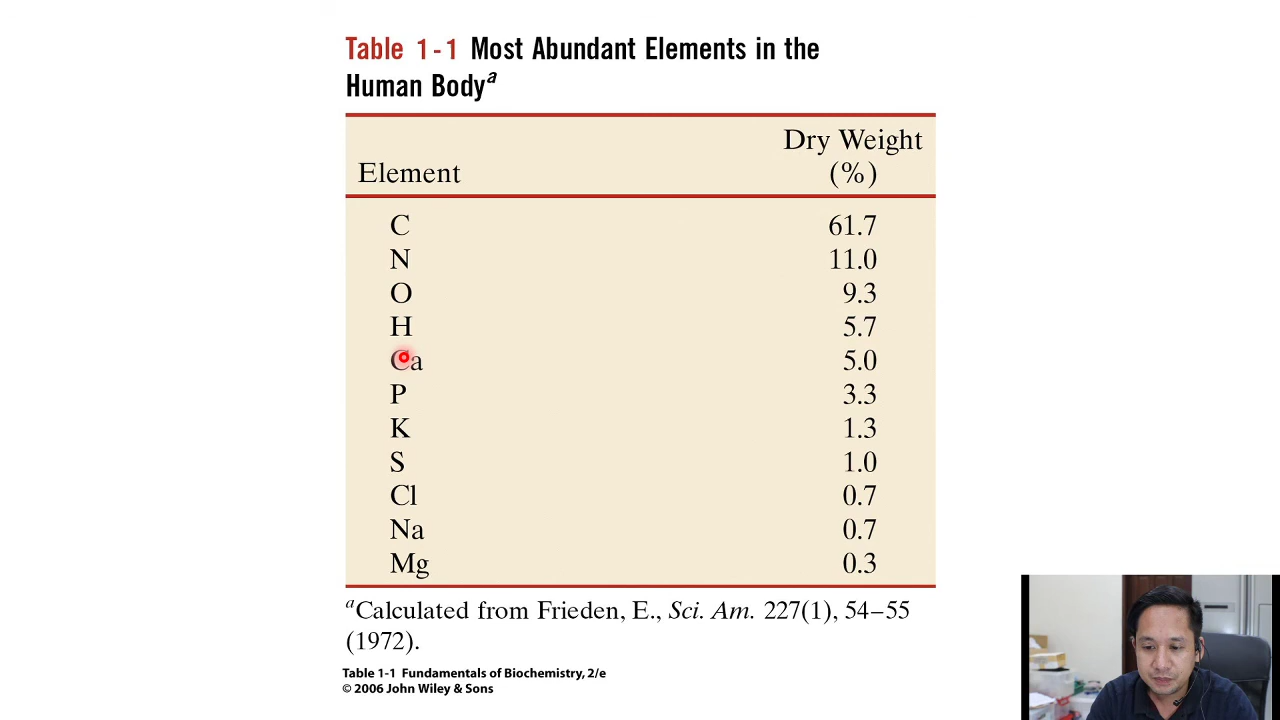 Table 1-1 Most Abundant Elements in the
Human Bodyᵃ
Dry Weight
Element (%)
C 61.7
N 11.0
O 9.3
H 5.7
Ca 5.0
P 3.3
K 1.3
S 1.0
Cl 0.7
Na 0.7
Mg 0.3
ᵃCalculated from Frieden, E., Sci. Am. 227(1), 54–55
(1972).
Table 1-1 Fundamentals of Biochemistry, 2/e
© 2006 John Wiley & Sons